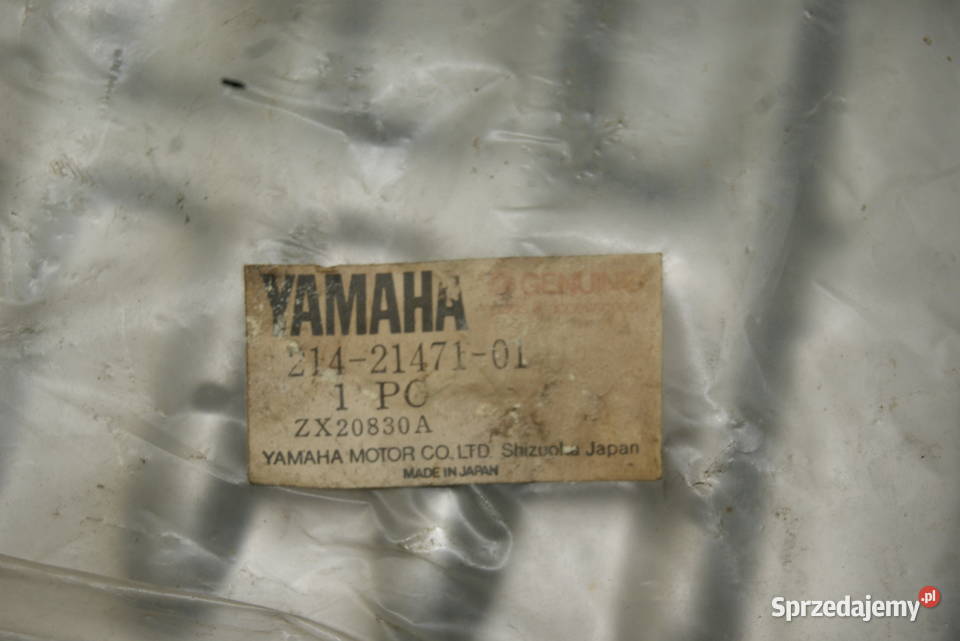 YAMAHA GENUINE
214-21471-01
1 PC
ZX20830A
YAMAHA MOTOR CO., LTD. Shizuoka Japan
MADE IN JAPAN
Sprzedajemy.pl